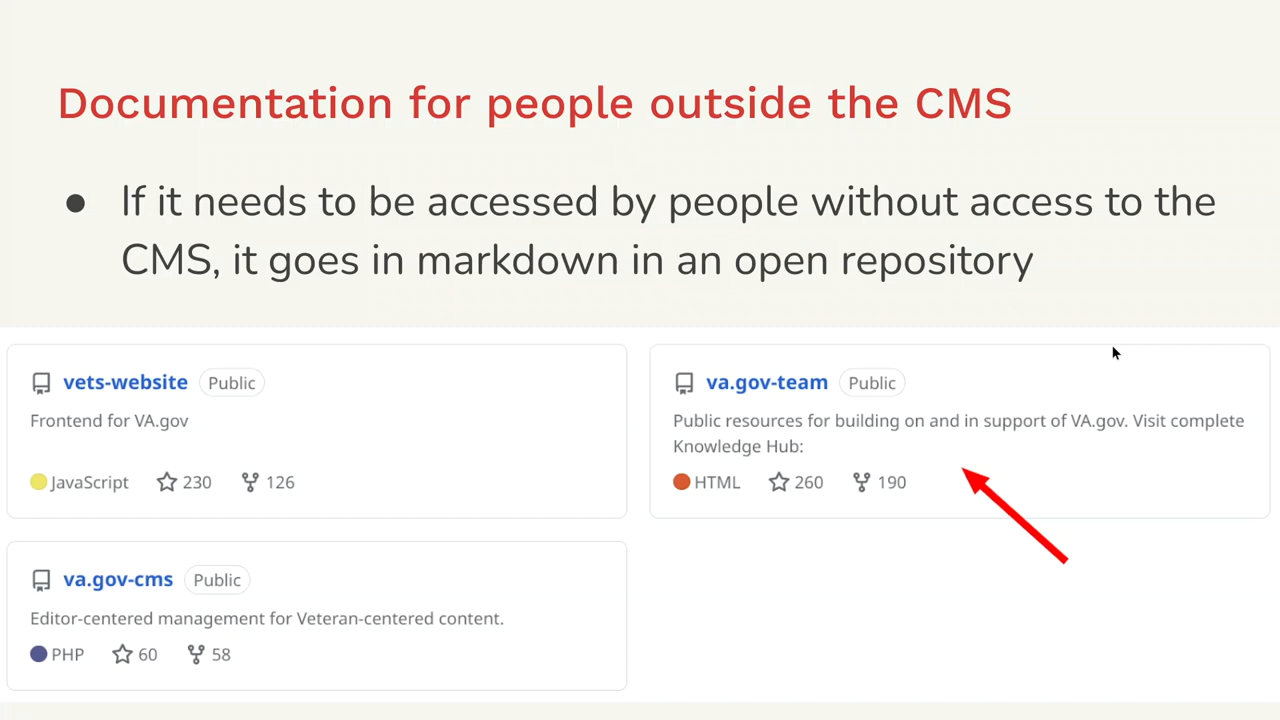 Documentation for people outside the CMS
● If it needs to be accessed by people without access to the
CMS, it goes in markdown in an open repository
vets-website Public
Frontend for VA.gov
JavaScript 230 126
va.gov-team Public
Public resources for building on and in support of VA.gov. Visit complete
Knowledge Hub:
HTML 260 190
va.gov-cms Public
Editor-centered management for Veteran-centered content.
PHP 60 58